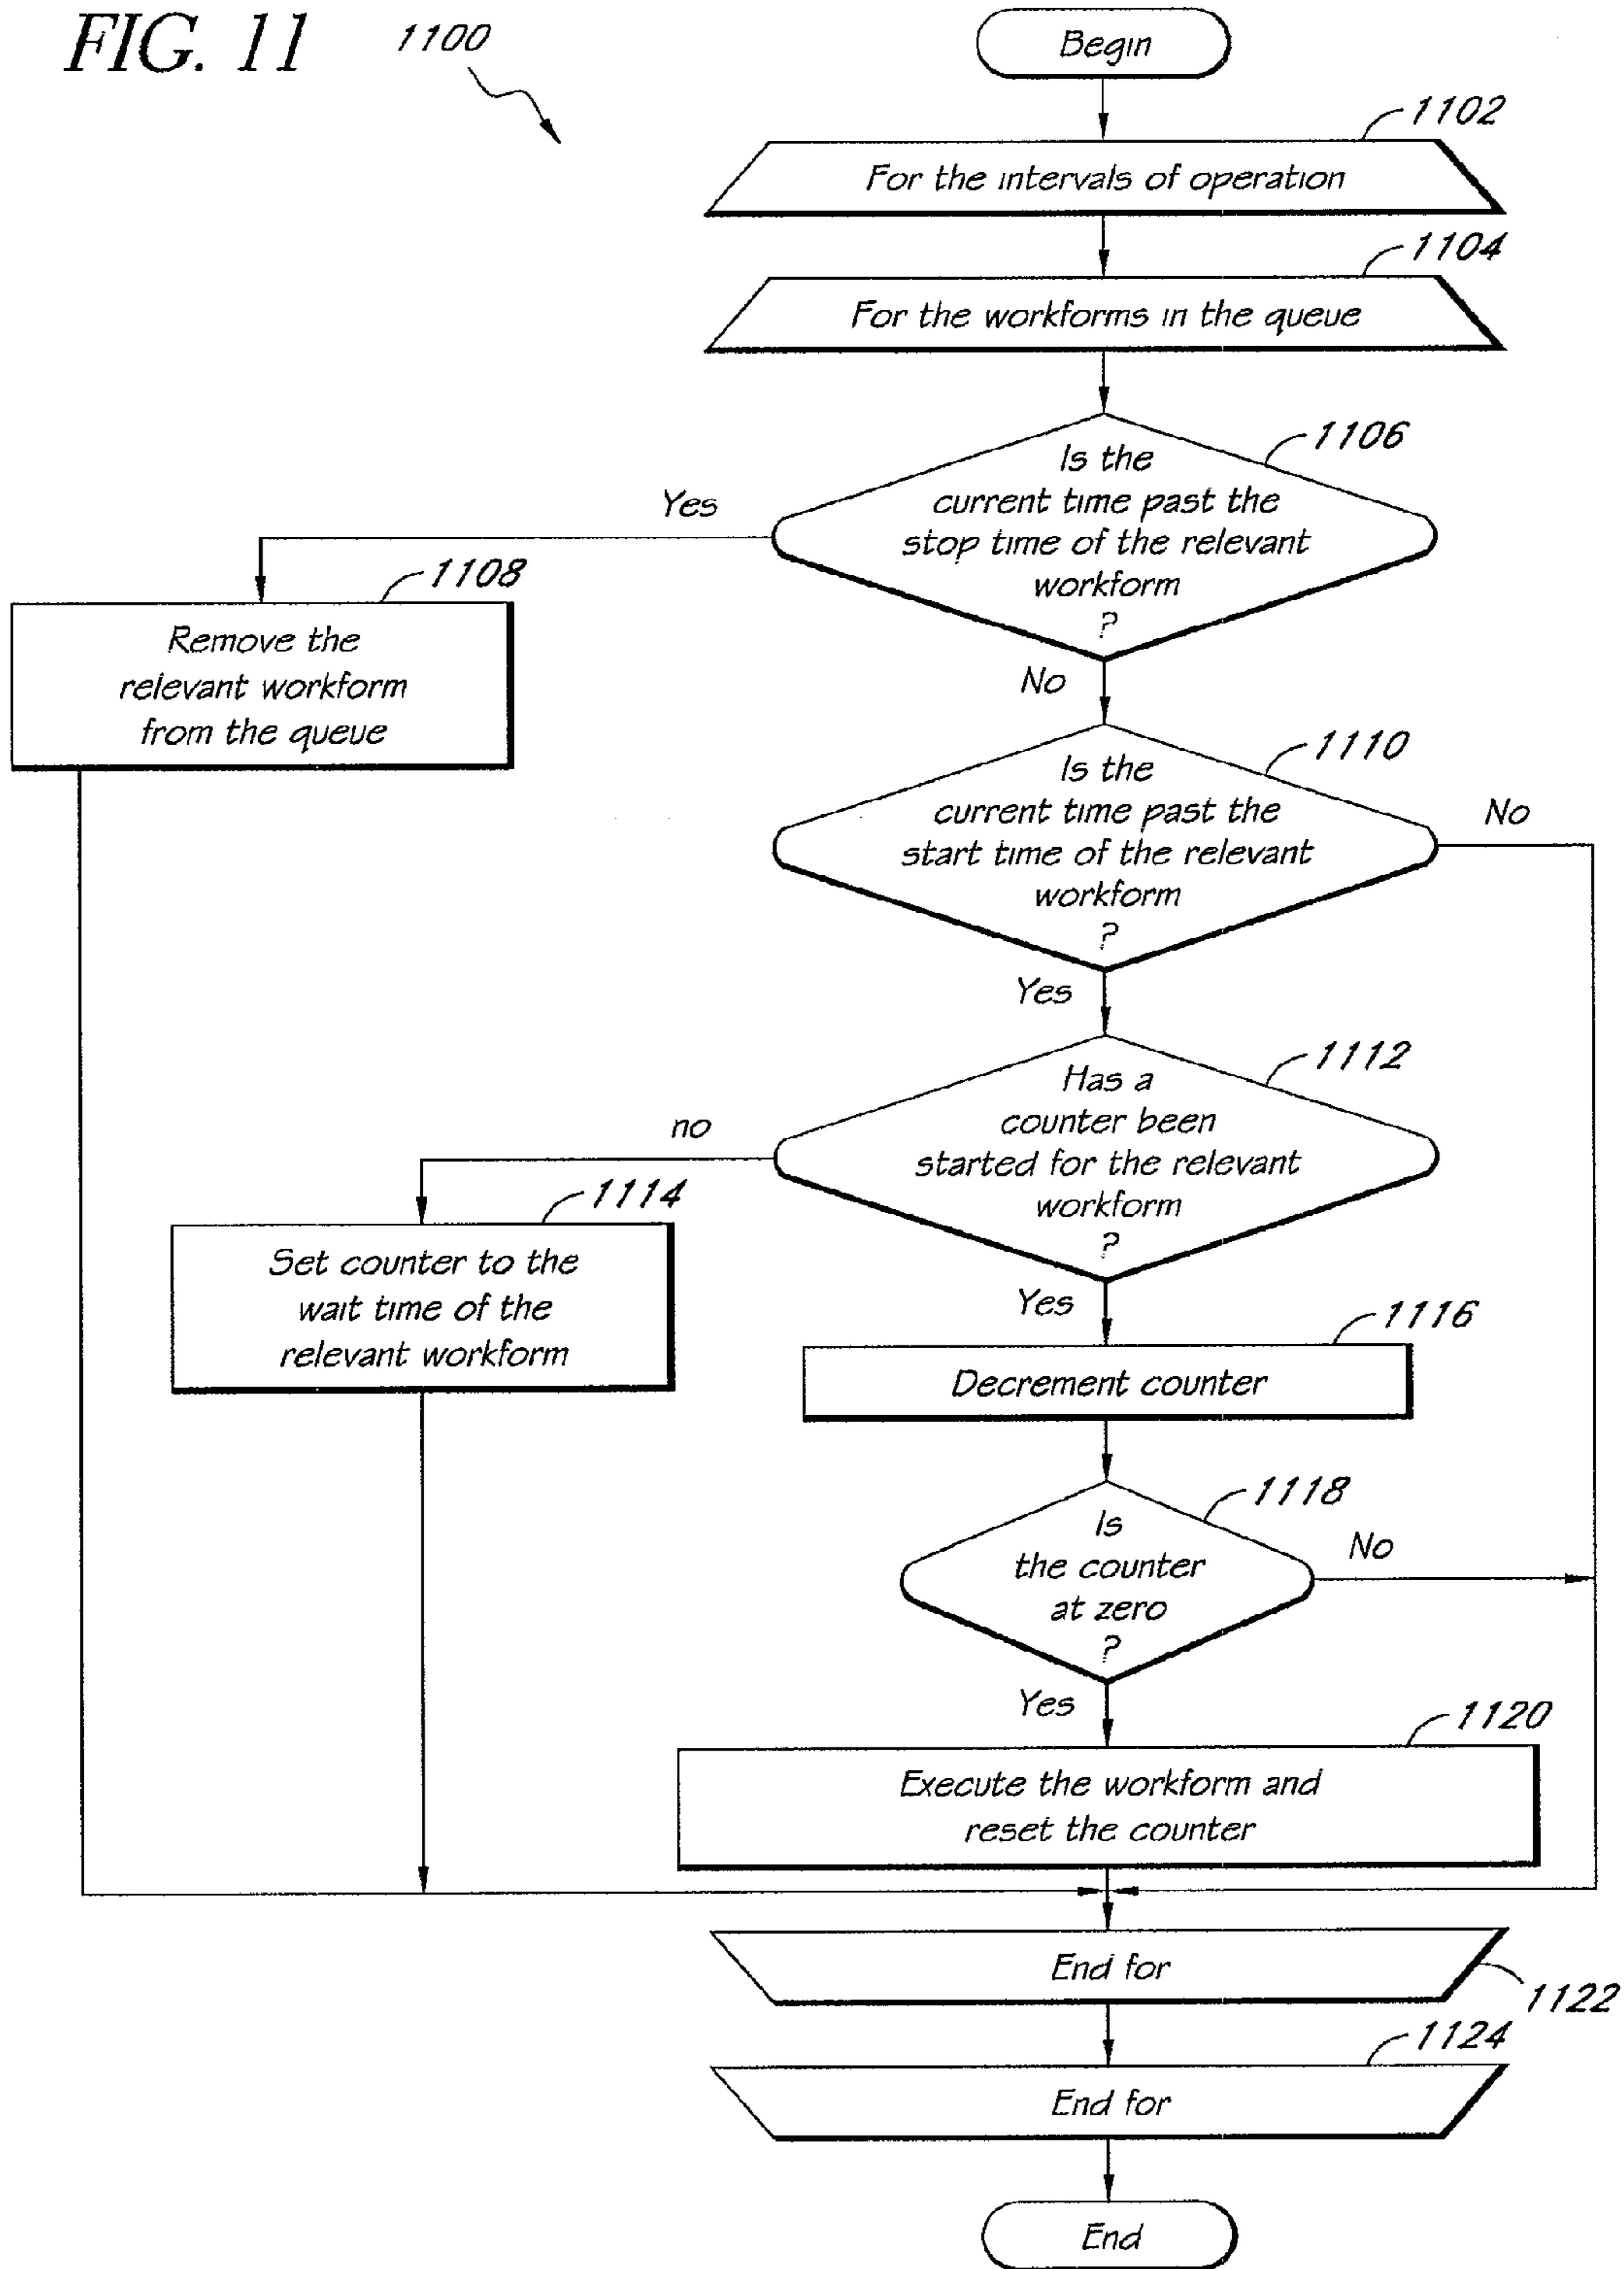 FIG. 11
1100
Begin
1102
For the intervals of operation
1104
For the workforms in the queue
1106
Is the
current time past the
stop time of the relevant
workform
?
Yes
No
1108
Remove the
relevant workform
from the queue
1110
Is the
current time past the
start time of the relevant
workform
?
No
Yes
1112
Has a
counter been
started for the relevant
workform
?
no
Yes
1114
Set counter to the
wait time of the
relevant workform
1116
Decrement counter
1118
Is
the counter
at zero
?
No
Yes
1120
Execute the workform and
reset the counter
End for
1122
1124
End for
End